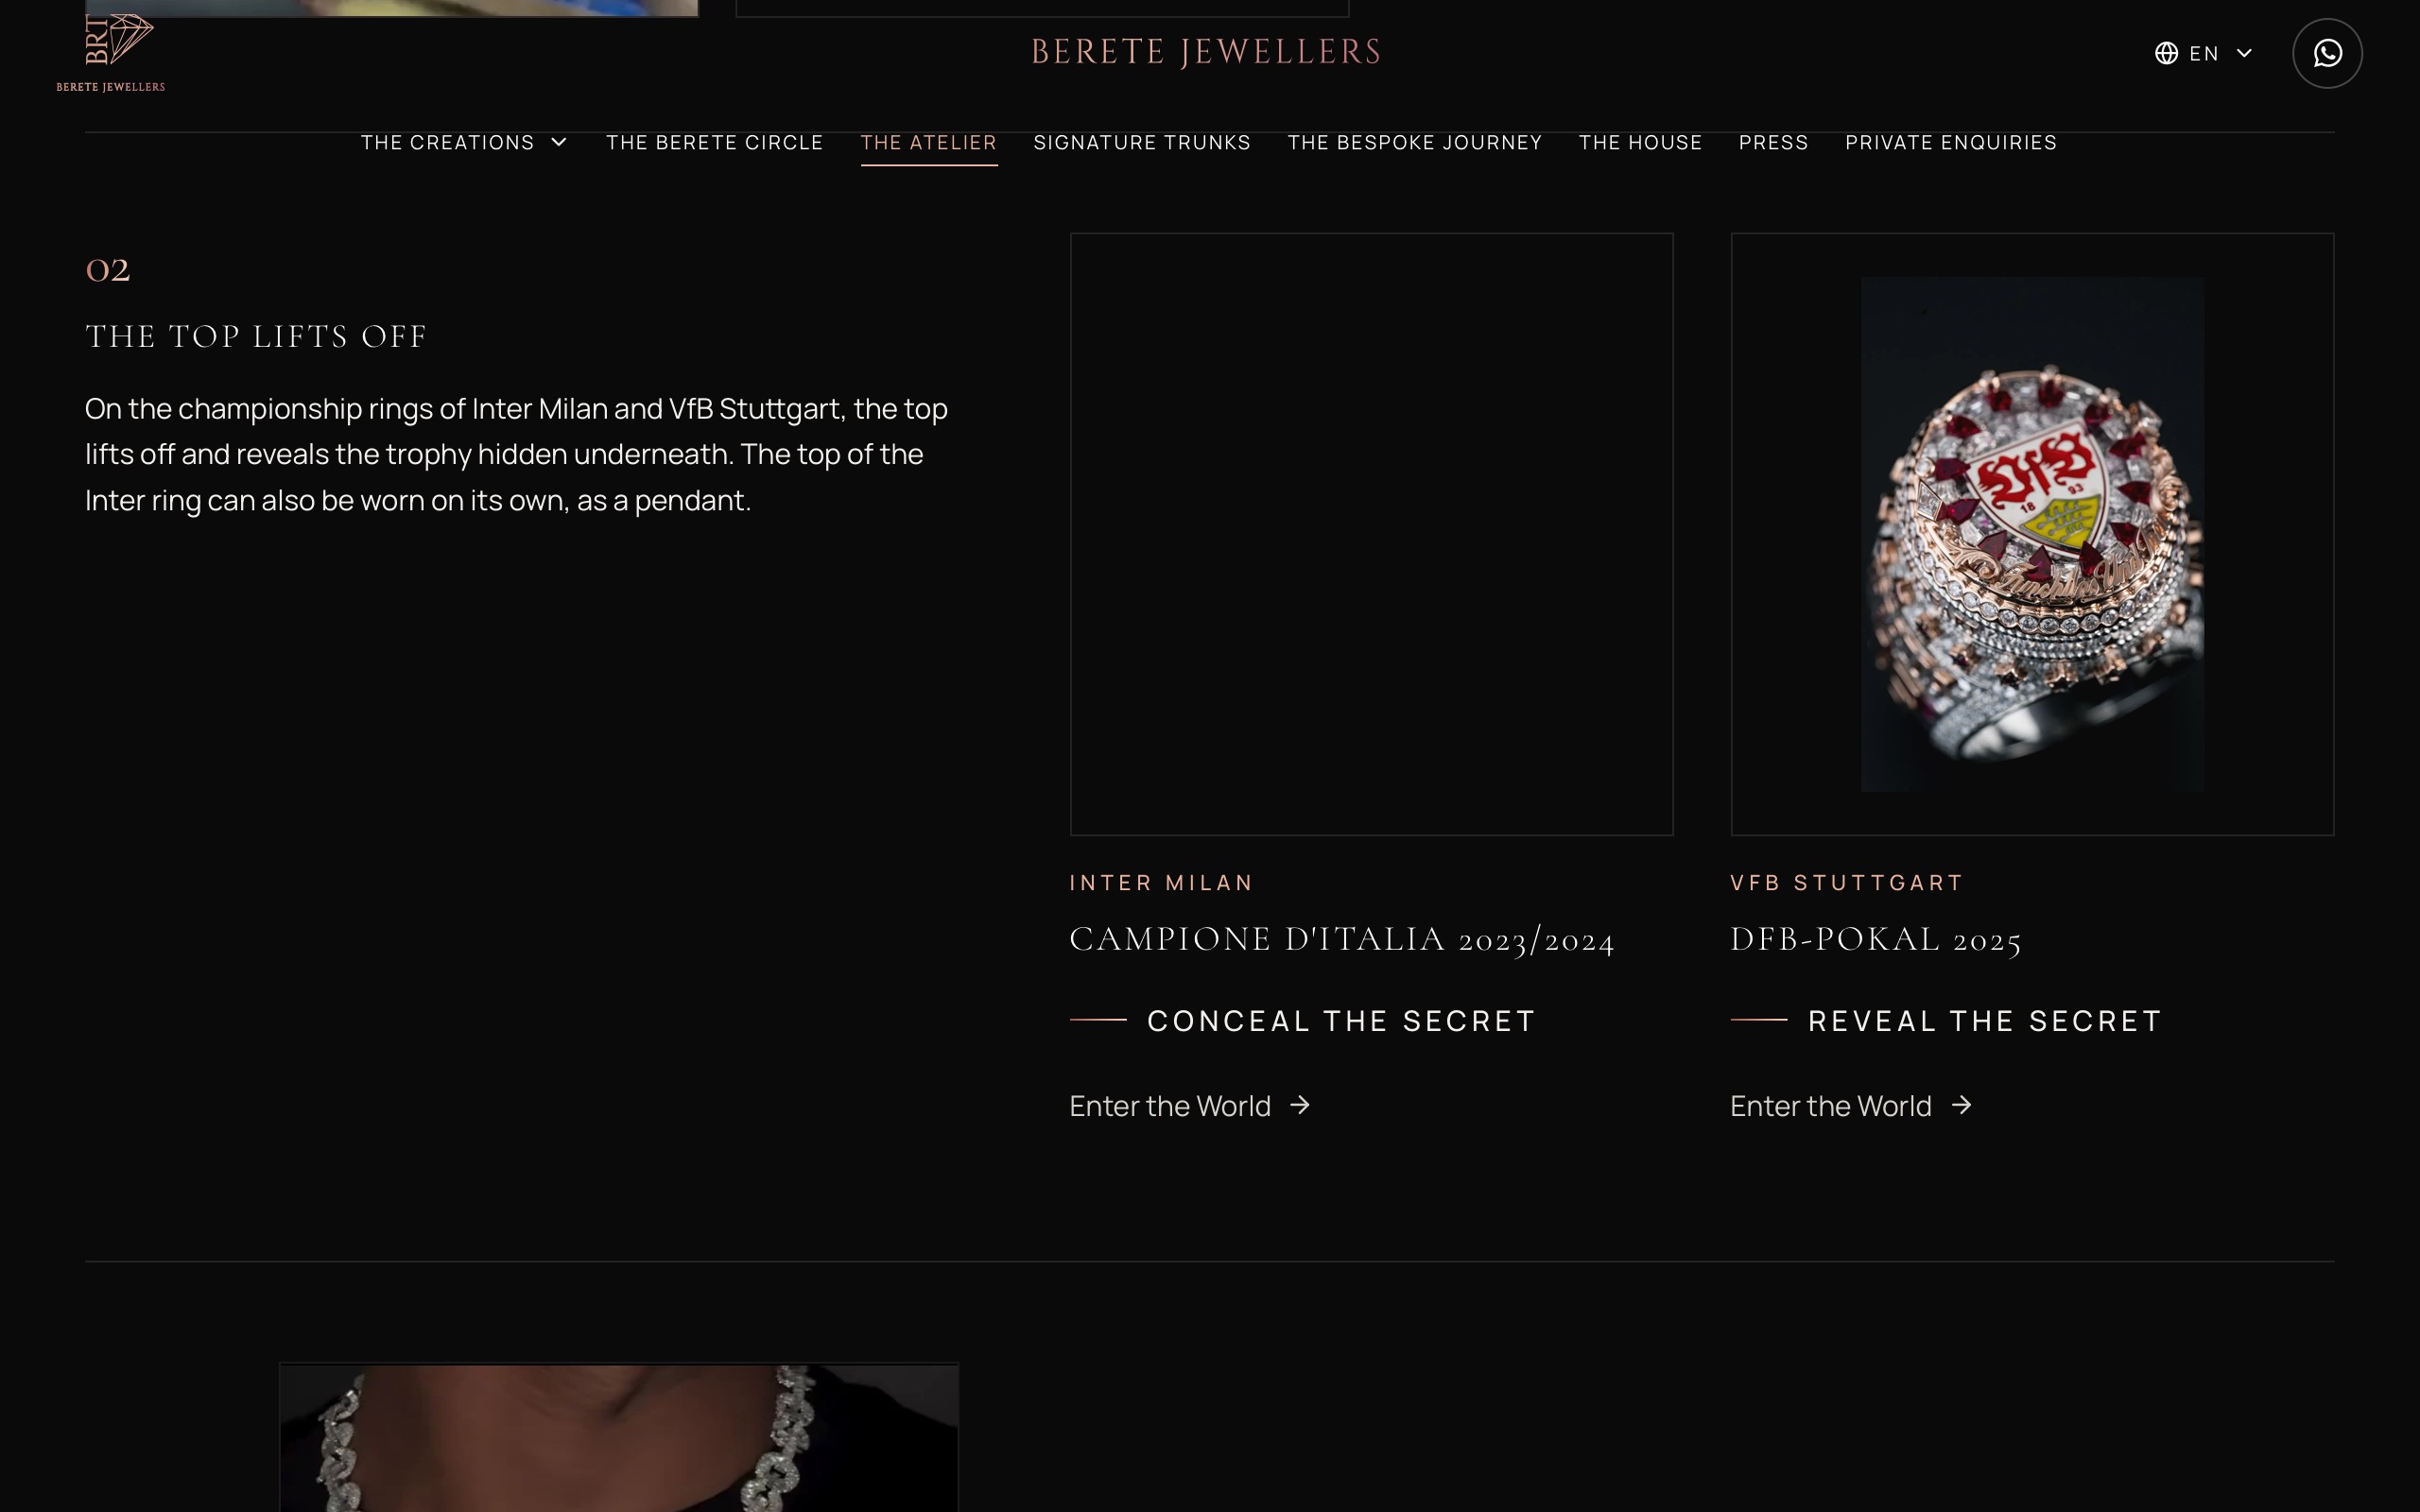 BRT
BERETE JEWELLERS
BERETE JEWELLERS
EN
THE CREATIONS
THE BERETE CIRCLE
THE ATELIER
SIGNATURE TRUNKS
THE BESPOKE JOURNEY
THE HOUSE
PRESS
PRIVATE ENQUIRIES
02
THE TOP LIFTS OFF
On the championship rings of Inter Milan and VfB Stuttgart, the top
lifts off and reveals the trophy hidden underneath. The top of the
Inter ring can also be worn on its own, as a pendant.
VfB
18 93
INTER MILAN
CAMPIONE D'ITALIA 2023/2024
CONCEAL THE SECRET
Enter the World
VFB STUTTGART
DFB-POKAL 2025
REVEAL THE SECRET
Enter the World